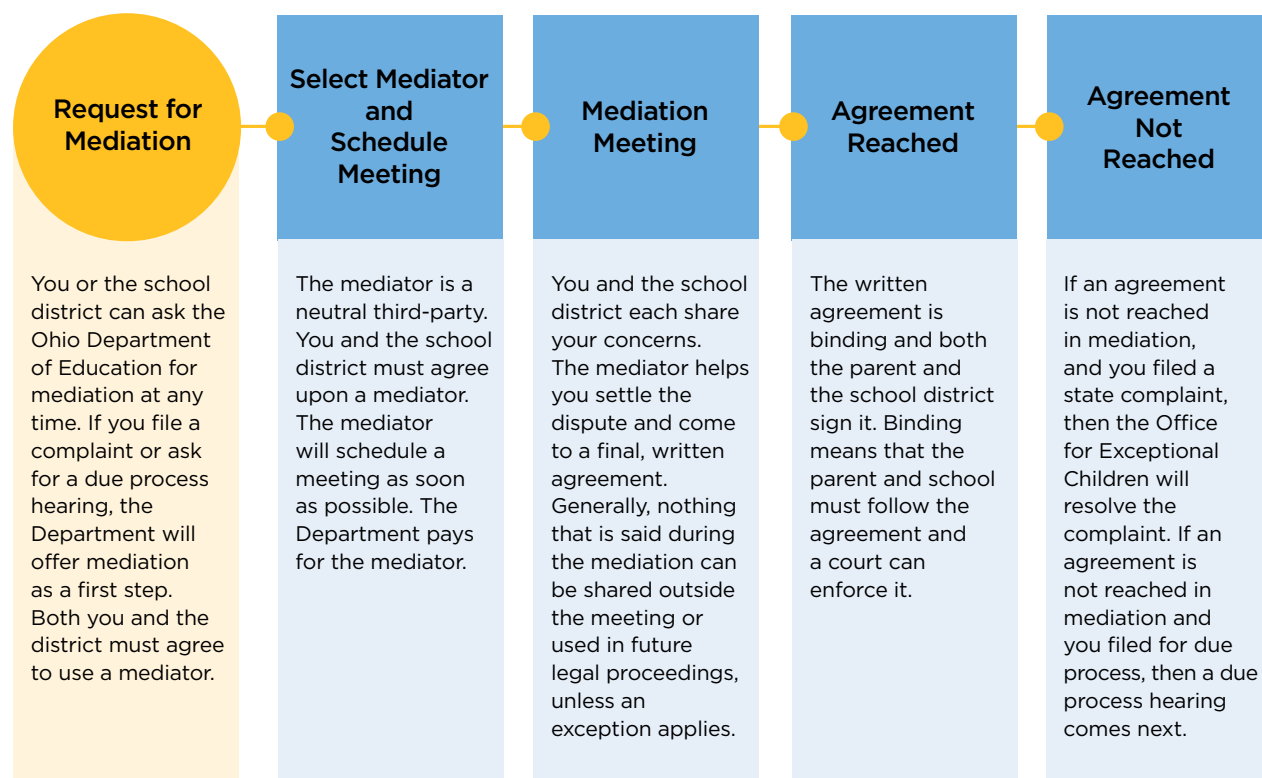 Request for
Mediation
You or the school
district can ask the
Ohio Department
of Education for
mediation at any
time. If you file a
complaint or ask
for a due process
hearing, the
Department will
offer mediation
as a first step.
Both you and the
district must agree
to use a mediator.
Select Mediator
and
Schedule
Meeting
The mediator is a
neutral third-party.
You and the school
district must agree
upon a mediator.
The mediator
will schedule a
meeting as soon
as possible. The
Department pays
for the mediator.
Mediation
Meeting
You and the school
district each share
your concerns.
The mediator helps
you settle the
dispute and come
to a final, written
agreement.
Generally, nothing
that is said during
the mediation can
be shared outside
the meeting or
used in future
legal proceedings,
unless an
exception applies.
Agreement
Reached
The written
agreement is
binding and both
the parent and
the school district
sign it. Binding
means that the
parent and school
must follow the
agreement and
a court can
enforce it.
Agreement
Not
Reached
If an agreement
is not reached
in mediation,
and you filed a
state complaint,
then the Office
for Exceptional
Children will
resolve the
complaint. If an
agreement is
not reached in
mediation and
you filed for due
process, then a due
process hearing
comes next.